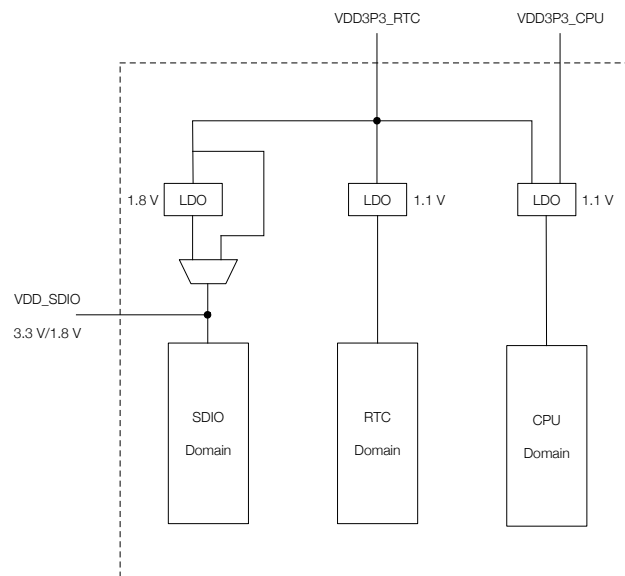 VDD3P3_RTC
VDD3P3_CPU
1.8 V
LDO
LDO
1.1 V
LDO
1.1 V
VDD_SDIO
3.3 V/1.8 V
SDIO
Domain
RTC
Domain
CPU
Domain